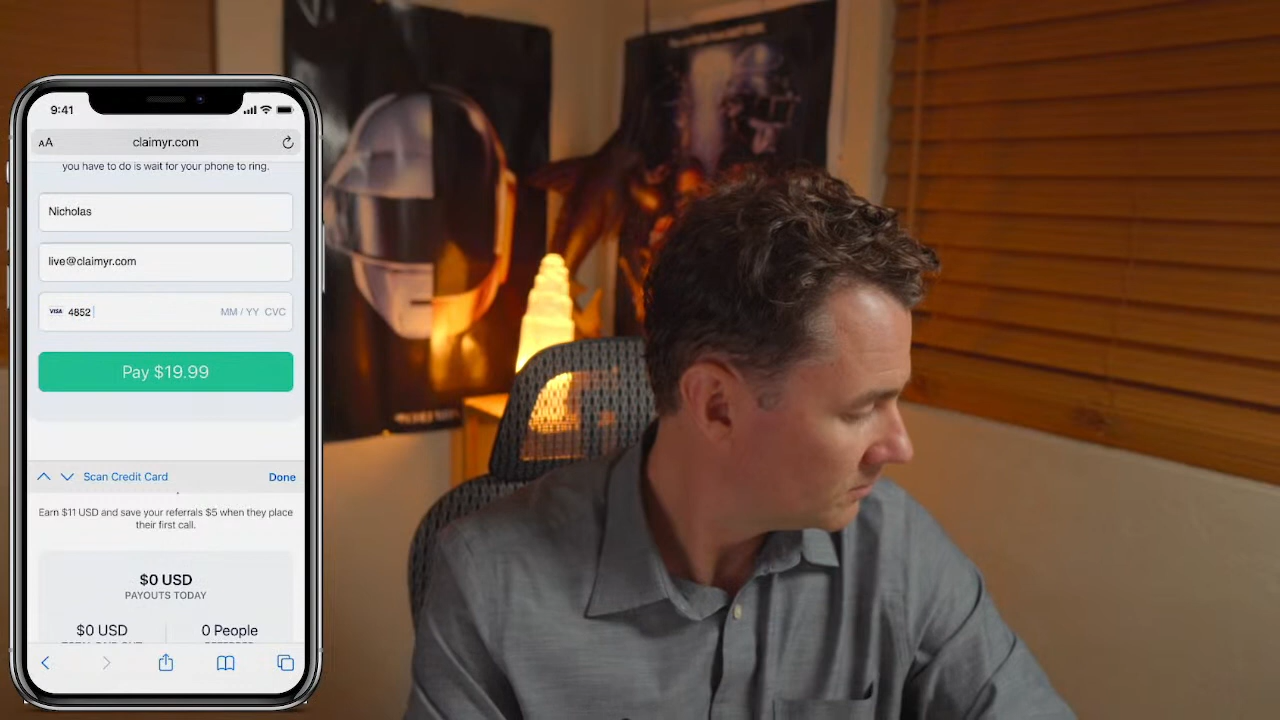 9:41
AA
claimyr.com
you have to do is wait for your phone to ring.
Nicholas
live@claimyr.com
VISA 4852 MM / YY CVC
Pay $19.99
Scan Credit Card Done
Earn $11 USD and save your referrals $5 when they place
their first call.
$0 USD
PAYOUTS TODAY
$0 USD 0 People